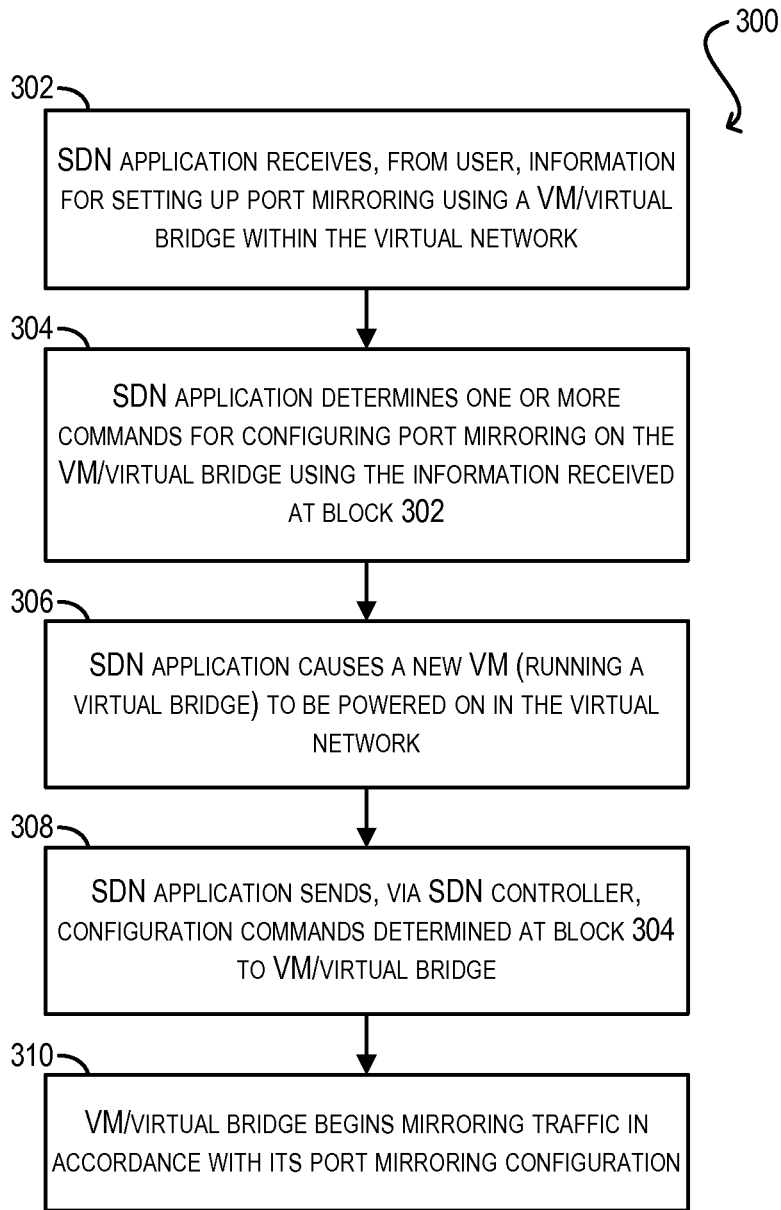 300
302
SDN APPLICATION RECEIVES, FROM USER, INFORMATION
FOR SETTING UP PORT MIRRORING USING A VM/VIRTUAL
BRIDGE WITHIN THE VIRTUAL NETWORK
304
SDN APPLICATION DETERMINES ONE OR MORE
COMMANDS FOR CONFIGURING PORT MIRRORING ON THE
VM/VIRTUAL BRIDGE USING THE INFORMATION RECEIVED
AT BLOCK 302
306
SDN APPLICATION CAUSES A NEW VM (RUNNING A
VIRTUAL BRIDGE) TO BE POWERED ON IN THE VIRTUAL
NETWORK
308
SDN APPLICATION SENDS, VIA SDN CONTROLLER,
CONFIGURATION COMMANDS DETERMINED AT BLOCK 304
TO VM/VIRTUAL BRIDGE
310
VM/VIRTUAL BRIDGE BEGINS MIRRORING TRAFFIC IN
ACCORDANCE WITH ITS PORT MIRRORING CONFIGURATION